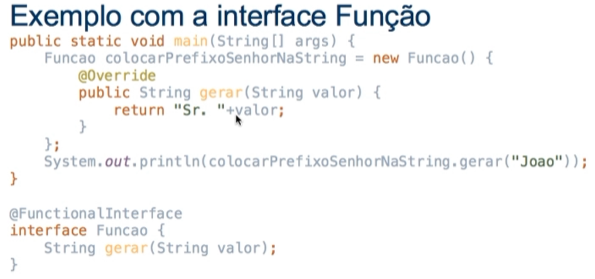 Exemplo com a interface Função
public static void main(String[] args) {
    Funcao colocarPrefixoSenhorNaString = new Funcao() {
        @Override
        public String gerar(String valor) {
            return "Sr. "+valor;
        }
    };
    System.out.println(colocarPrefixoSenhorNaString.gerar("Joao"));
}

@FunctionalInterface
interface Funcao {
    String gerar(String valor);
}